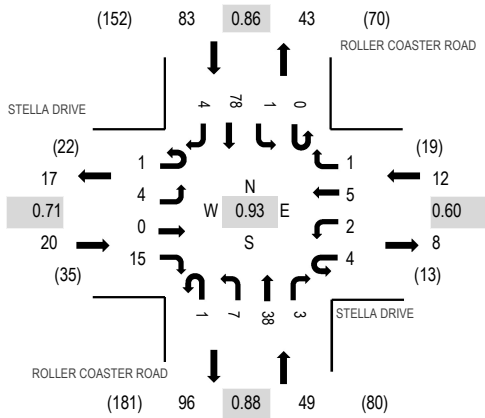 (152) 83 0.86 43 (70)
ROLLER COASTER ROAD
4 78 1 0
STELLA DRIVE
(22) (19)
17 1 1 12
4 5
N
0.71 W 0.93 E 0.60
0 2
S
20 15 4 8
(35) (13)
1 7 38 3
STELLA DRIVE
ROLLER COASTER ROAD
(181) 96 0.88 49 (80)